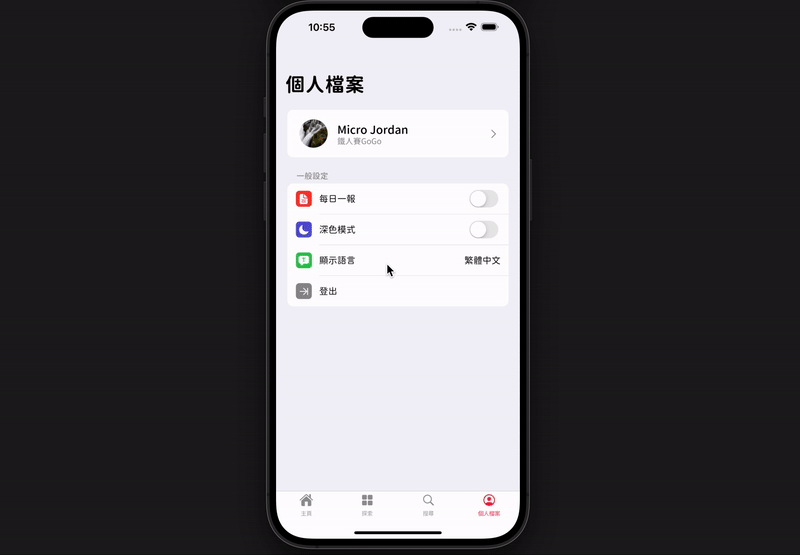 10:55
個人檔案
Micro Jordan
鐵人賽GoGo
一般設定
每日一報
深色模式
顯示語言 繁體中文
登出
主頁 探索 搜尋 個人檔案